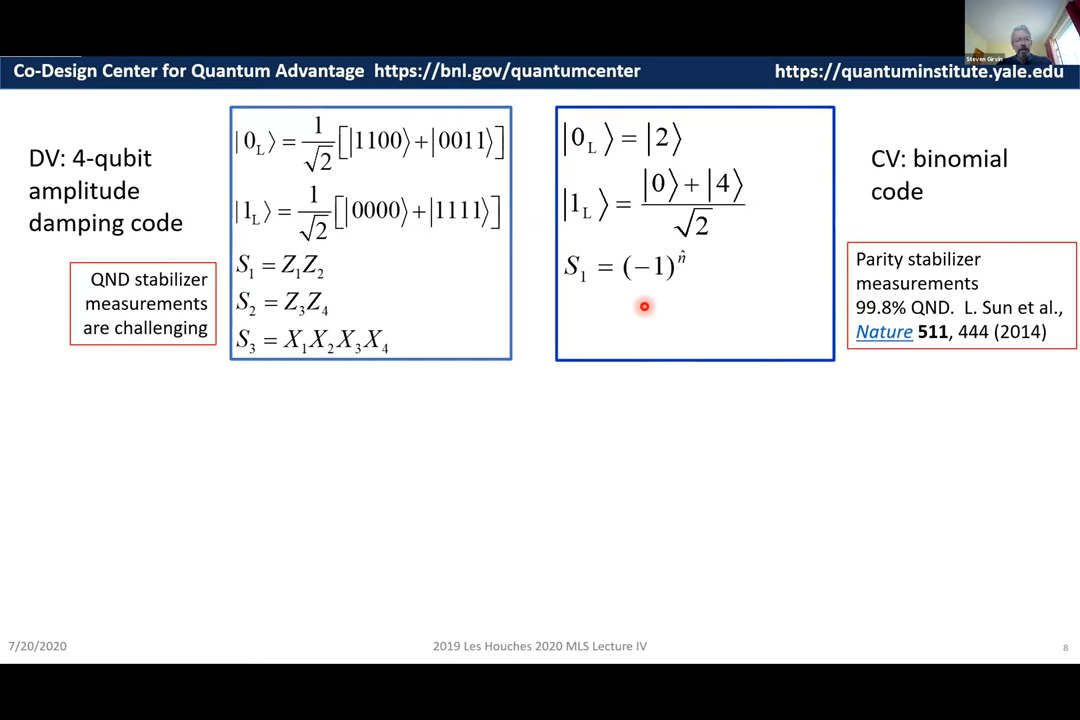 Steven Girvin
Co-Design Center for Quantum Advantage https://bnl.gov/quantumcenter
https://quantuminstitute.yale.edu
DV: 4-qubit
amplitude
damping code
QND stabilizer
measurements
are challenging
|0_L⟩ = 1/√2 [|1100⟩ + |0011⟩]
|1_L⟩ = 1/√2 [|0000⟩ + |1111⟩]
S_1 = Z_1 Z_2
S_2 = Z_3 Z_4
S_3 = X_1 X_2 X_3 X_4
|0_L⟩ = |2⟩
|1_L⟩ = (|0⟩ + |4⟩)/√2
S_1 = (−1)^n̂
CV: binomial
code
Parity stabilizer
measurements
99.8% QND. L. Sun et al.,
Nature 511, 444 (2014)
7/20/2020
2019 Les Houches 2020 MLS Lecture IV
8